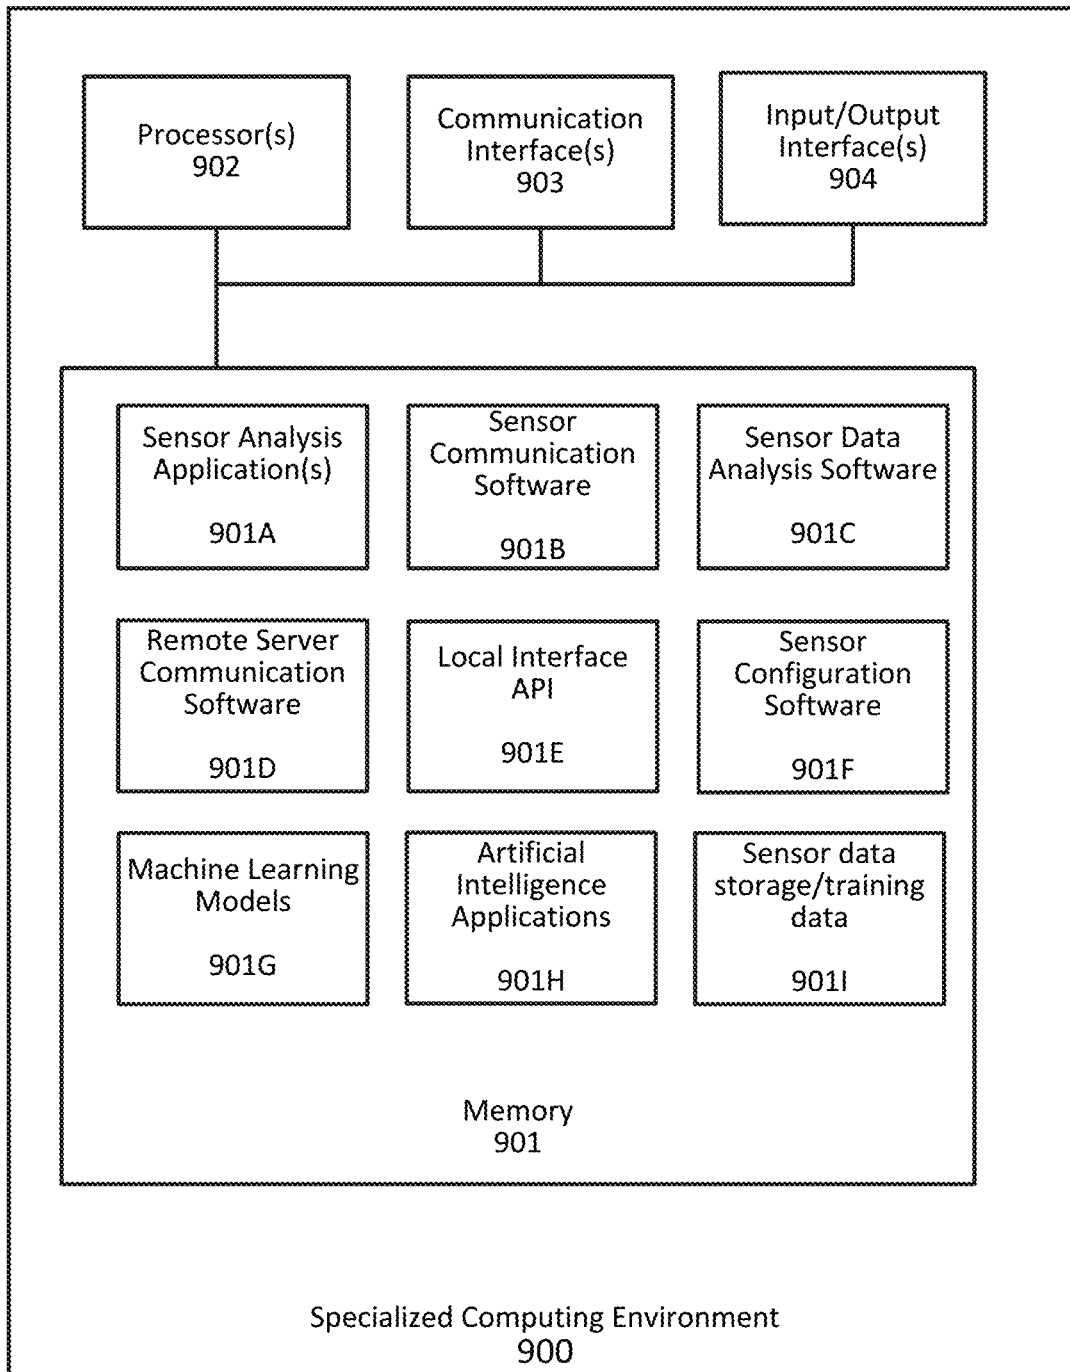 Processor(s)
902
Communication
Interface(s)
903
Input/Output
Interface(s)
904
Sensor Analysis
Application(s)
901A
Sensor
Communication
Software
901B
Sensor Data
Analysis Software
901C
Remote Server
Communication
Software
901D
Local Interface
API
901E
Sensor
Configuration
Software
901F
Machine Learning
Models
901G
Artificial
Intelligence
Applications
901H
Sensor data
storage/training
data
901I
Memory
901
Specialized Computing Environment
900